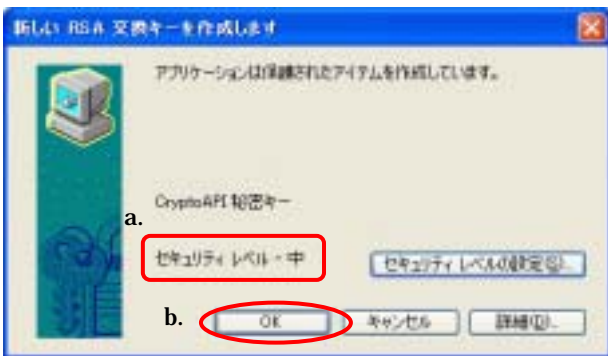 新しい RSA 交換キーを作成します
アプリケーションは保護されたアイテムを作成しています。
CryptoAPI 秘密キー
a.
セキュリティ レベル - 中
セキュリティ レベルの設定(S)...
b.
OK
キャンセル
詳細(D)...